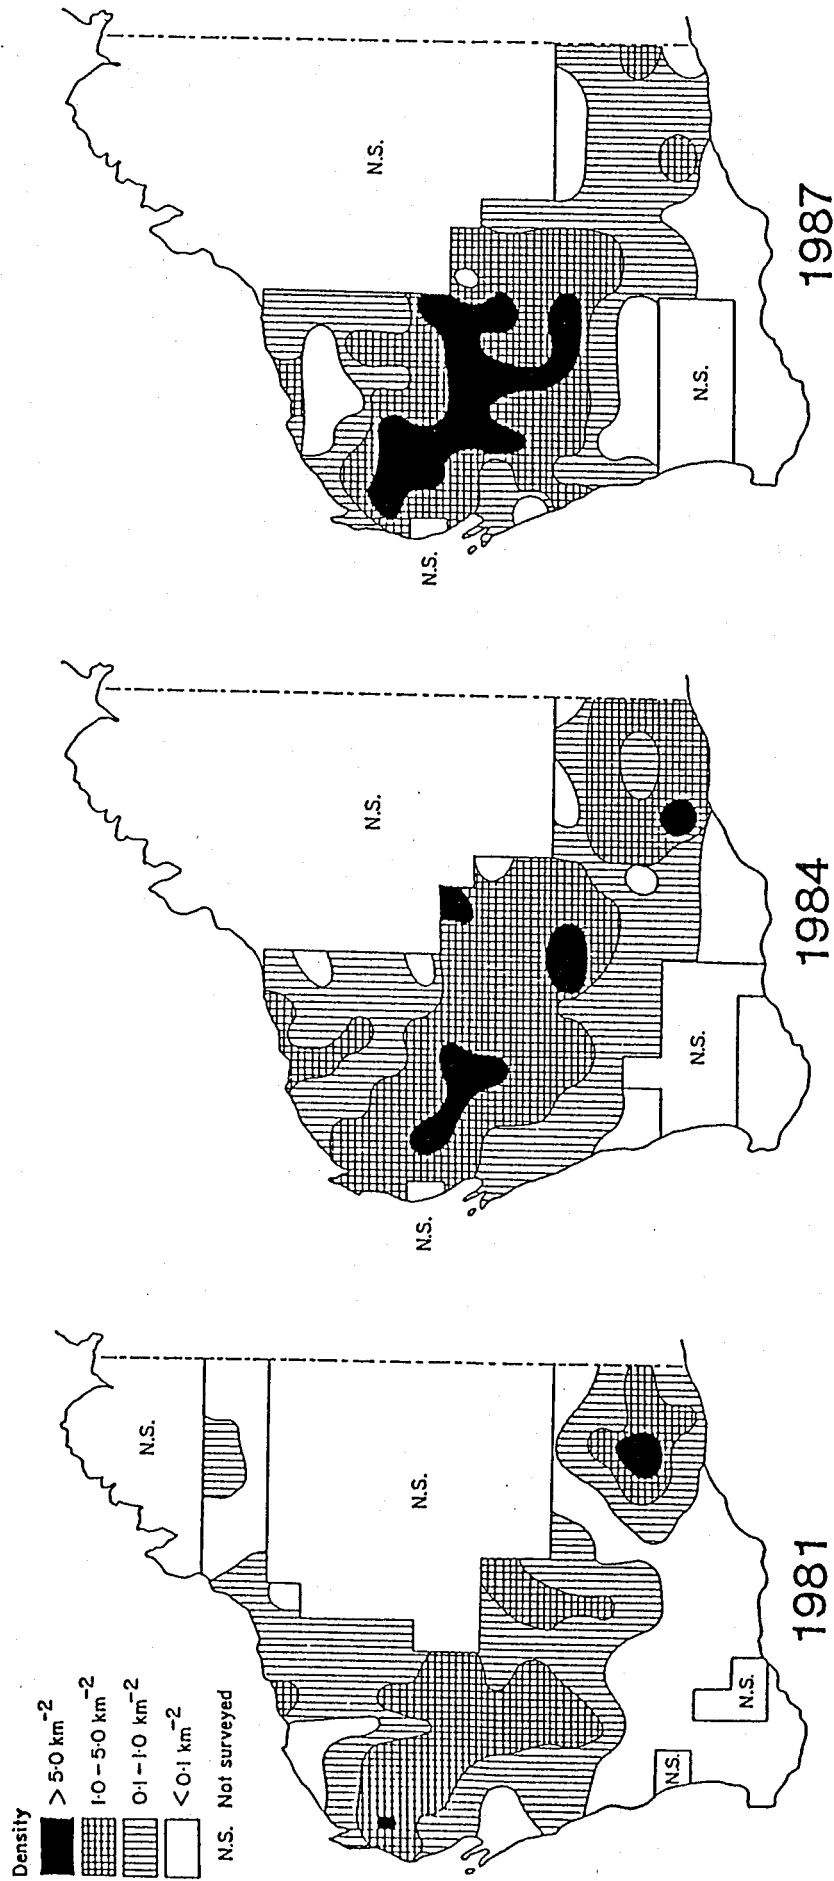 Density
> 5·0 km⁻²
1·0 – 5·0 km⁻²
0·1 – 1·0 km⁻²
< 0·1 km⁻²
N.S. Not surveyed
N.S.
N.S.
N.S.
N.S.
1981
N.S.
N.S.
N.S.
1984
N.S.
N.S.
N.S.
1987